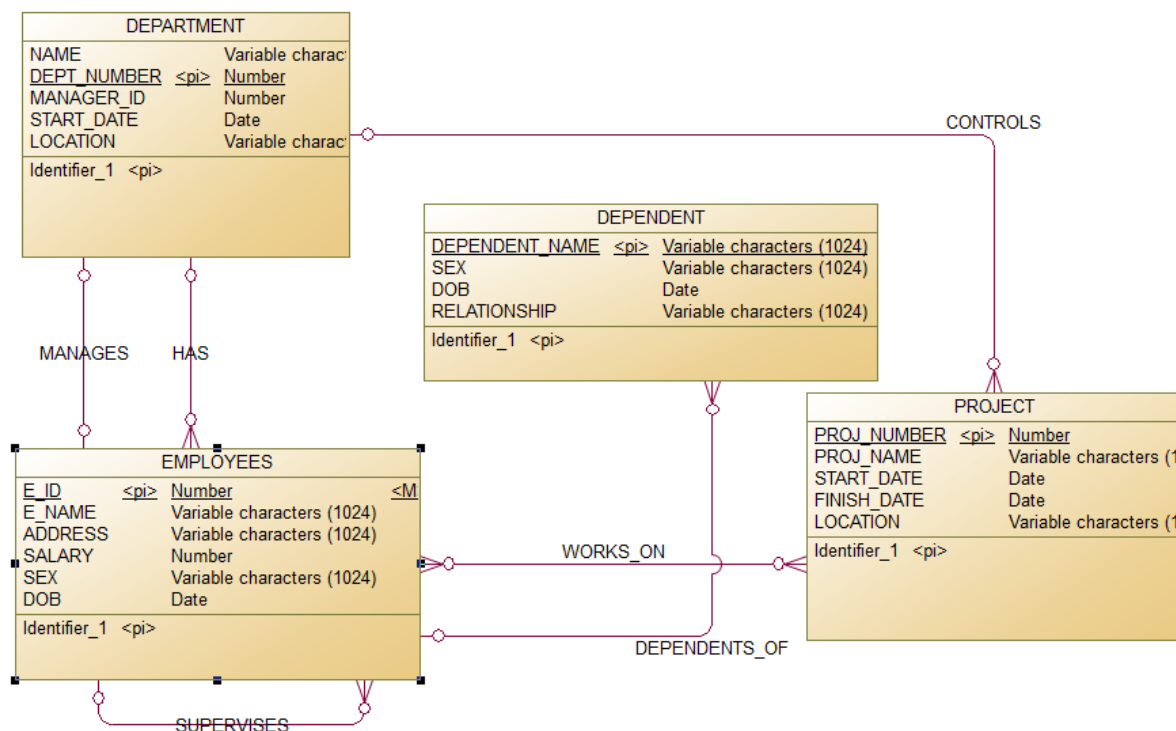 DEPARTMENT
NAME Variable charac
DEPT_NUMBER <pi> Number
MANAGER_ID Number
START_DATE Date
LOCATION Variable charac
Identifier_1 <pi>
CONTROLS
DEPENDENT
DEPENDENT_NAME <pi> Variable characters (1024)
SEX Variable characters (1024)
DOB Date
RELATIONSHIP Variable characters (1024)
Identifier_1 <pi>
MANAGES
HAS
PROJECT
PROJ_NUMBER <pi> Number
PROJ_NAME Variable characters (1
START_DATE Date
FINISH_DATE Date
LOCATION Variable characters (1
Identifier_1 <pi>
EMPLOYEES
E_ID <pi> Number <M
E_NAME Variable characters (1024)
ADDRESS Variable characters (1024)
SALARY Number
SEX Variable characters (1024)
DOB Date
Identifier_1 <pi>
WORKS_ON
DEPENDENTS_OF
SUPERVISES